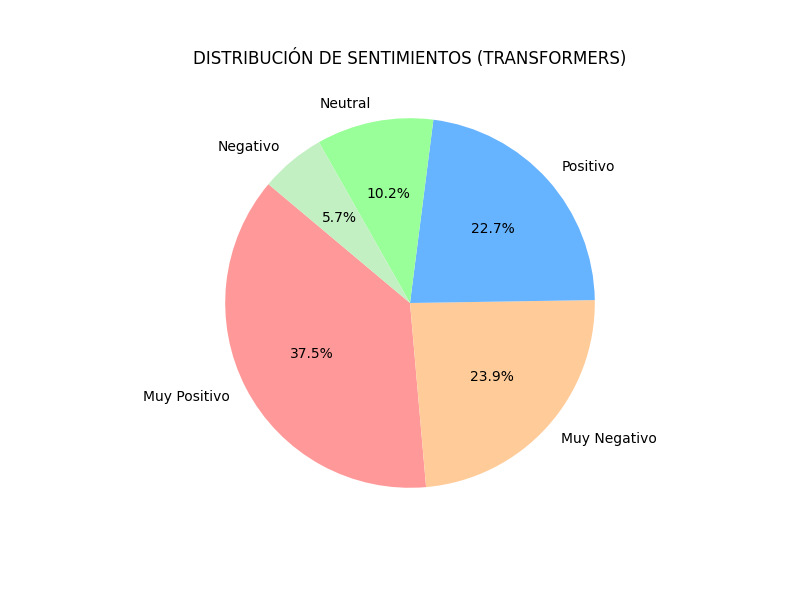 DISTRIBUCIÓN DE SENTIMIENTOS (TRANSFORMERS)
Neutral
Negativo
Positivo
10.2%
5.7%
22.7%
37.5%
23.9%
Muy Positivo
Muy Negativo